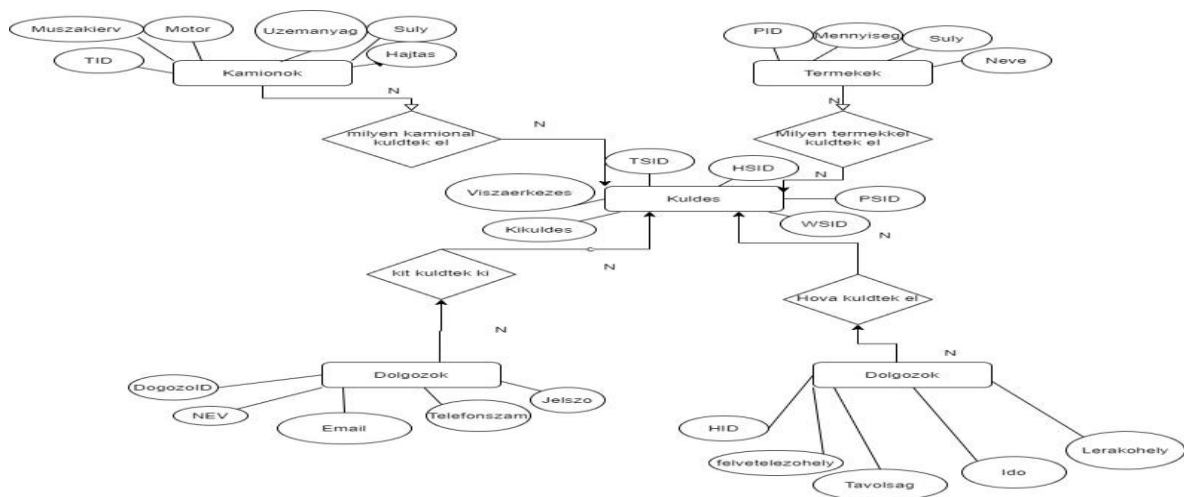 Muszakierv
Motor
Uzemanyag
Suly
Hajtas
TID
Kamionok
N
milyen kamional
kuldtek el
N
PID
Mennyiseg
Suly
Neve
Termekek
N
Milyen termekkel
kuldtek el
N
TSID
HSID
Viszaerkezes
Kuldes
PSID
Kikuldes
WSID
N
kit kuldtek ki
N
Hova kuldtek el
N
N
Dolgozok
DogozoID
NEV
Email
Telefonszam
Jelszo
Dolgozok
HID
felvetelezohely
Tavolsag
Ido
Lerakohely